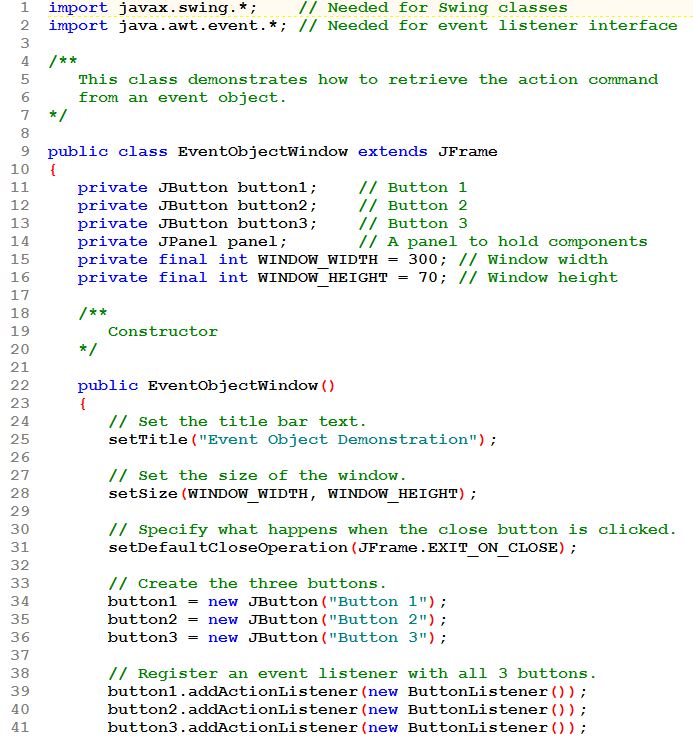 1 import javax.swing.*;    // Needed for Swing classes
2 import java.awt.event.*; // Needed for event listener interface
3
4 /**
5    This class demonstrates how to retrieve the action command
6    from an event object.
7 */
8
9 public class EventObjectWindow extends JFrame
10 {
11    private JButton button1;    // Button 1
12    private JButton button2;    // Button 2
13    private JButton button3;    // Button 3
14    private JPanel panel;       // A panel to hold components
15    private final int WINDOW_WIDTH = 300; // Window width
16    private final int WINDOW_HEIGHT = 70; // Window height
17
18    /**
19       Constructor
20    */
21
22    public EventObjectWindow()
23    {
24       // Set the title bar text.
25       setTitle("Event Object Demonstration");
26
27       // Set the size of the window.
28       setSize(WINDOW_WIDTH, WINDOW_HEIGHT);
29
30       // Specify what happens when the close button is clicked.
31       setDefaultCloseOperation(JFrame.EXIT_ON_CLOSE);
32
33       // Create the three buttons.
34       button1 = new JButton("Button 1");
35       button2 = new JButton("Button 2");
36       button3 = new JButton("Button 3");
37
38       // Register an event listener with all 3 buttons.
39       button1.addActionListener(new ButtonListener());
40       button2.addActionListener(new ButtonListener());
41       button3.addActionListener(new ButtonListener());